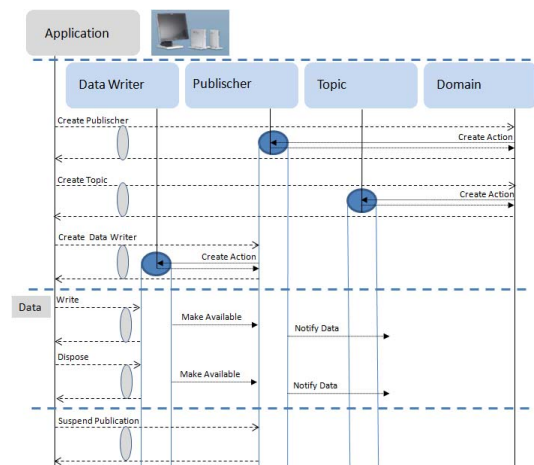 Application
Data Writer
Publischer
Topic
Domain
Create Publischer
Create Action
Create Topic
Create Action
Create Data Writer
Create Action
Data
Write
Make Available
Notify Data
Dispose
Make Available
Notify Data
Suspend Publication